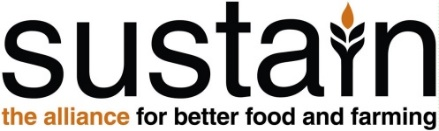 sustain
the alliance for better food and farming